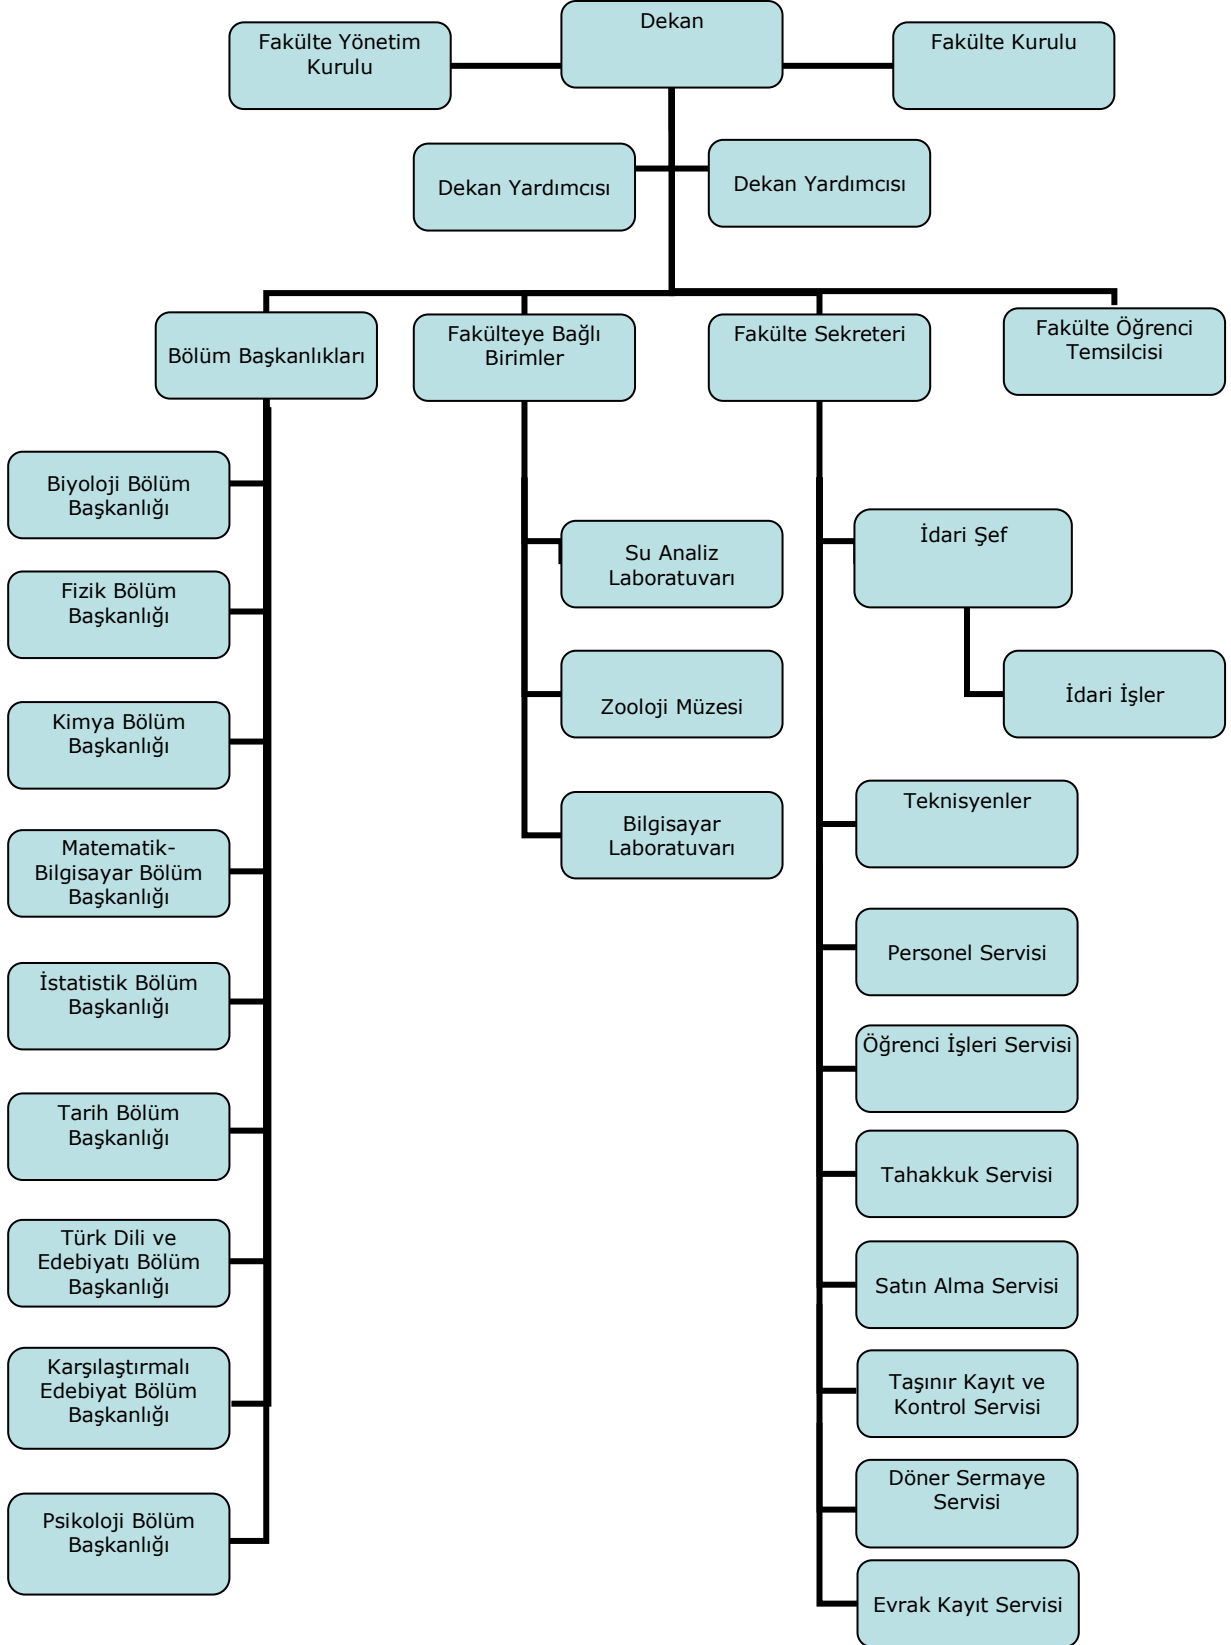 Dekan
Fakülte Yönetim
Kurulu
Fakülte Kurulu
Dekan Yardımcısı
Dekan Yardımcısı
Bölüm Başkanlıkları
Fakülteye Bağlı
Birimler
Fakülte Sekreteri
Fakülte Öğrenci
Temsilcisi
Biyoloji Bölüm
Başkanlığı
Fizik Bölüm
Başkanlığı
Kimya Bölüm
Başkanlığı
Matematik-
Bilgisayar Bölüm
Başkanlığı
İstatistik Bölüm
Başkanlığı
Tarih Bölüm
Başkanlığı
Türk Dili ve
Edebiyatı Bölüm
Başkanlığı
Karşılaştırmalı
Edebiyat Bölüm
Başkanlığı
Psikoloji Bölüm
Başkanlığı
Su Analiz
Laboratuvarı
Zooloji Müzesi
Bilgisayar
Laboratuvarı
İdari Şef
İdari İşler
Teknisyenler
Personel Servisi
Öğrenci İşleri Servisi
Tahakkuk Servisi
Satın Alma Servisi
Taşınır Kayıt ve
Kontrol Servisi
Döner Sermaye
Servisi
Evrak Kayıt Servisi